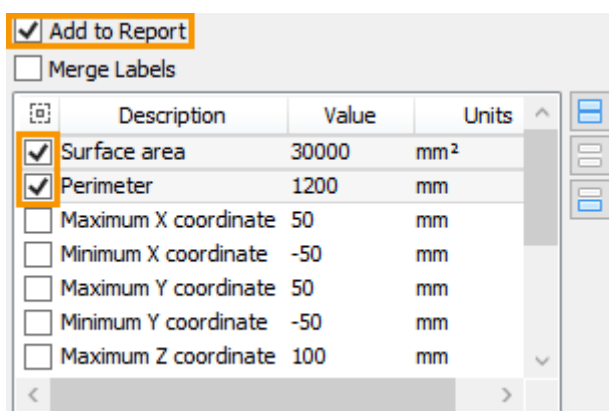 Add to Report
Merge Labels
Description Value Units
Surface area 30000 mm²
Perimeter 1200 mm
Maximum X coordinate 50 mm
Minimum X coordinate -50 mm
Maximum Y coordinate 50 mm
Minimum Y coordinate -50 mm
Maximum Z coordinate 100 mm